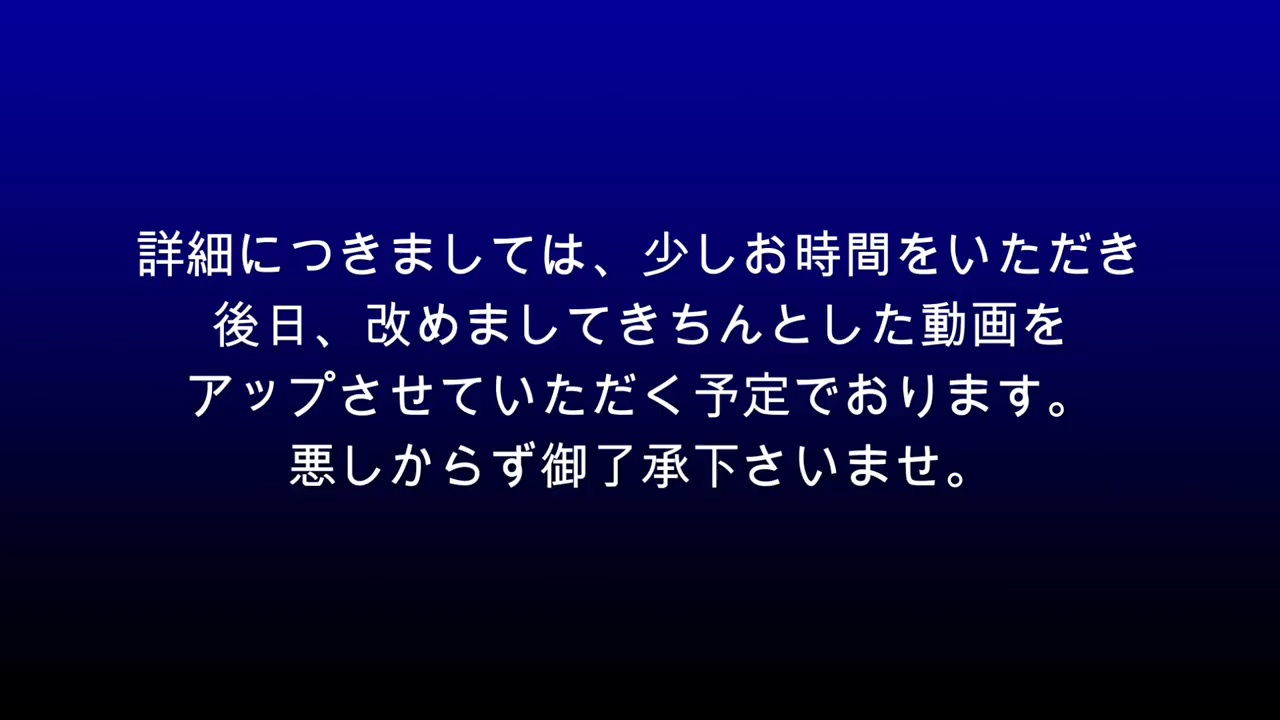 詳細につきましては、少しお時間をいただき
後日、改めましてきちんとした動画を
アップさせていただく予定でおります。
悪しからず御了承下さいませ。